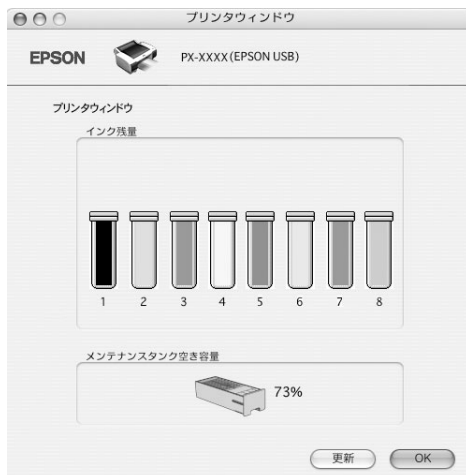 プリンタウィンドウ
EPSON PX-XXXX(EPSON USB)
プリンタウィンドウ
インク残量
1 2 3 4 5 6 7 8
メンテナンスタンク空き容量
73%
更新 OK